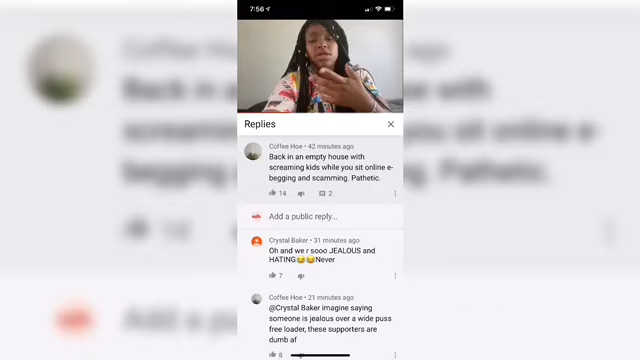 7:56
Replies
Coffee Hoe • 42 minutes ago
Back in an empty house with
screaming kids while you sit online e-
begging and scamming. Pathetic.
14
2
Add a public reply...
Crystal Baker • 31 minutes ago
Oh and we r sooo JEALOUS and
HATING😂😂Never
7
Coffee Hoe • 21 minutes ago
@Crystal Baker imagine saying
someone is jealous over a wide puss
free loader, these supporters are
dumb af
8